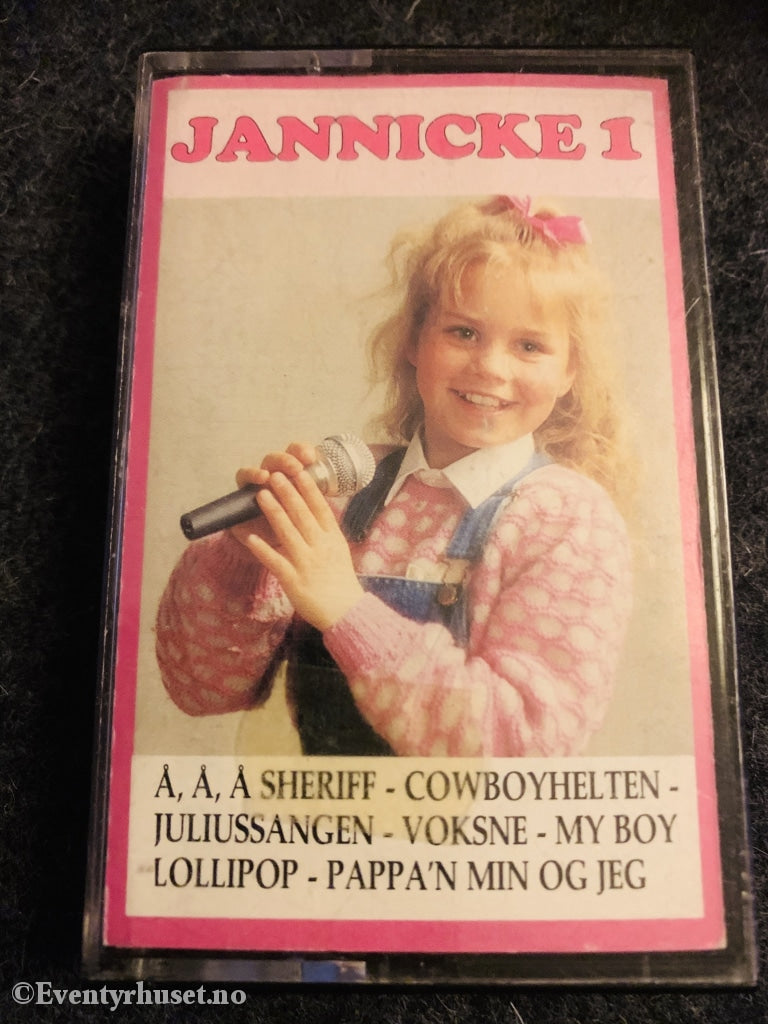 JANNICKE 1
Å, Å, Å SHERIFF - COWBOYHELTEN -
JULIUSSANGEN - VOKSNE - MY BOY
LOLLIPOP - PAPPA'N MIN OG JEG
©Eventyrhuset.no